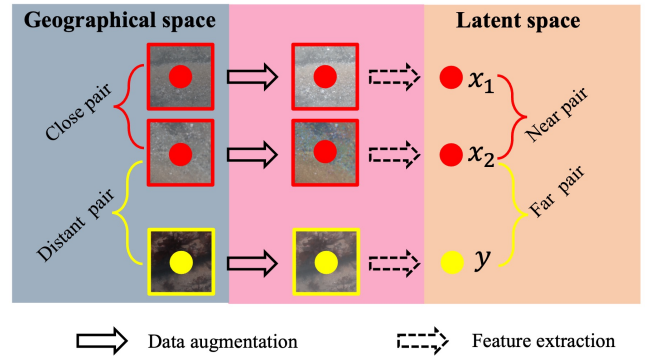 Geographical space
Latent space
Close pair
Distant pair
x₁
x₂
y
Near pair
Far pair
Data augmentation
Feature extraction